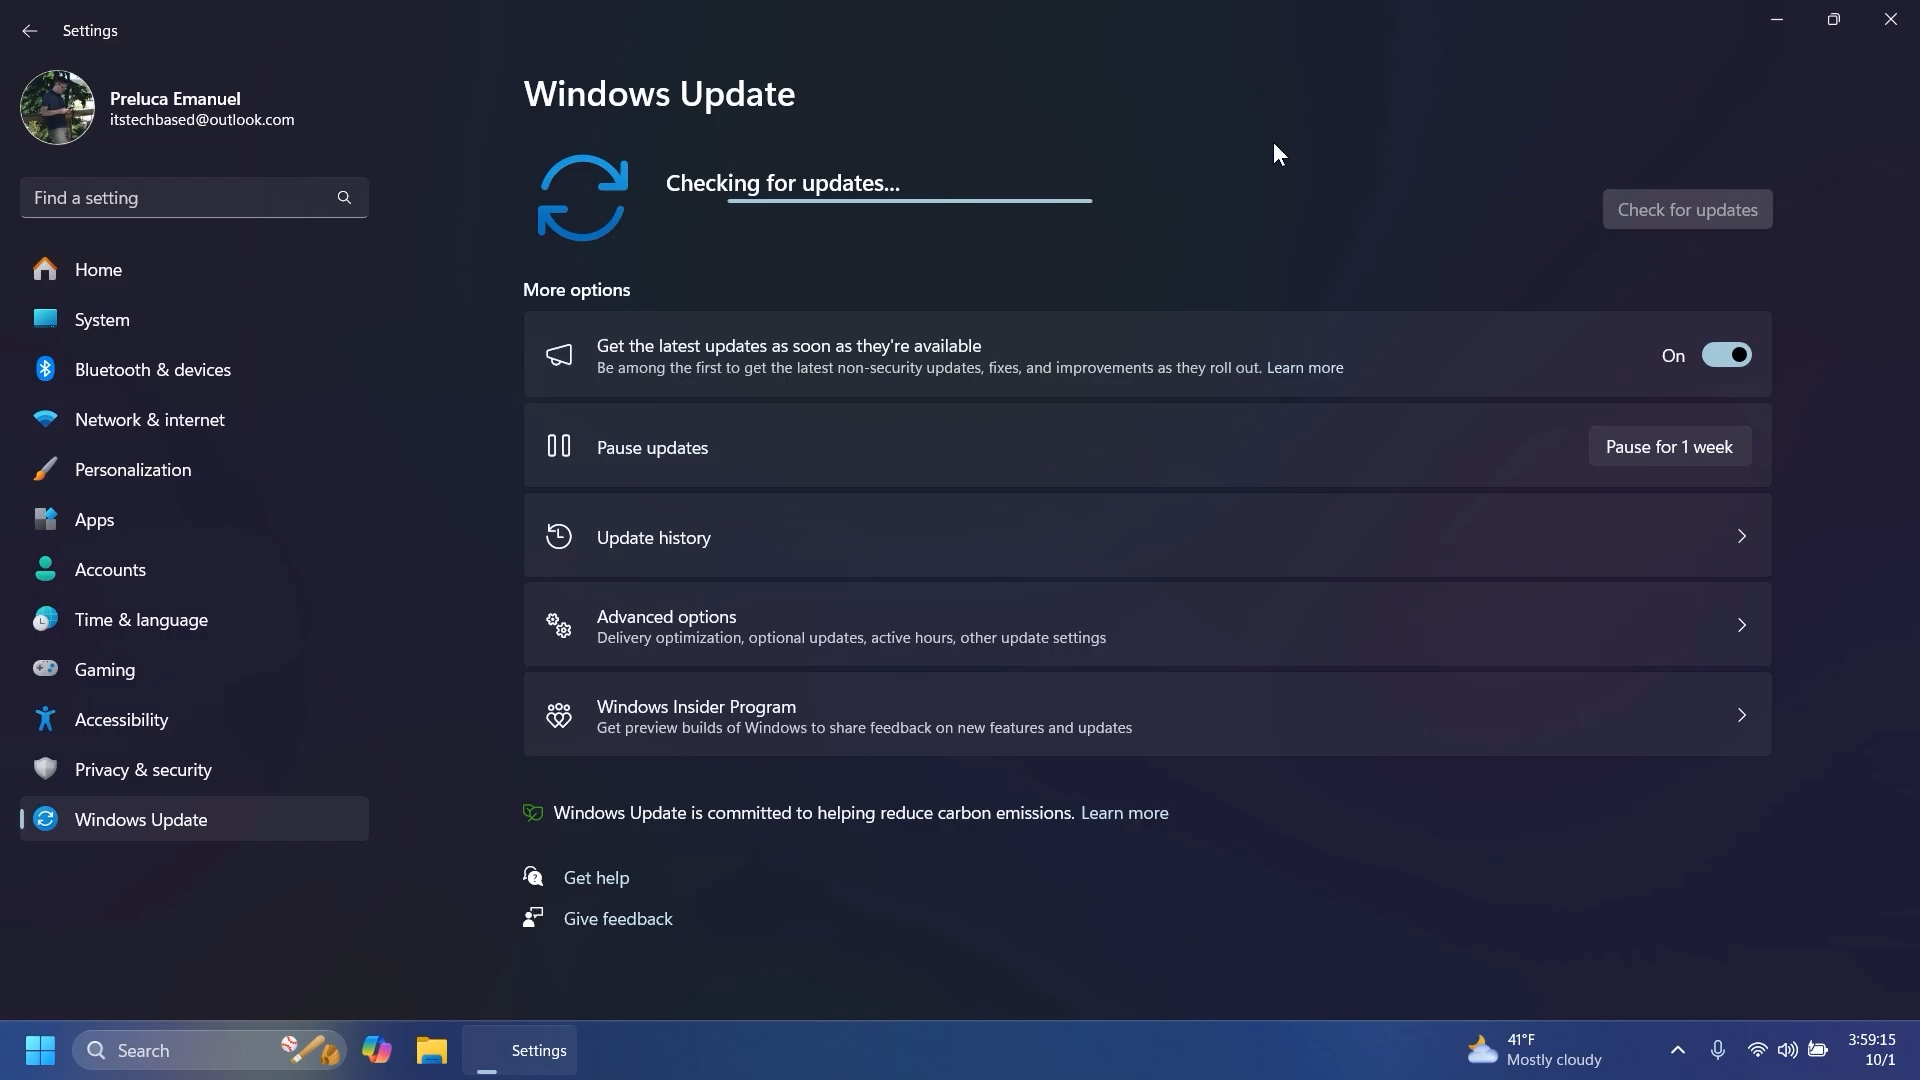 Settings
Preluca Emanuel
itstechbased@outlook.com
Find a setting
Home
System
Bluetooth & devices
Network & internet
Personalization
Apps
Accounts
Time & language
Gaming
Accessibility
Privacy & security
Windows Update
Windows Update
Checking for updates...
Check for updates
More options
Get the latest updates as soon as they're available
Be among the first to get the latest non-security updates, fixes, and improvements as they roll out. Learn more
On
Pause updates
Pause for 1 week
Update history
Advanced options
Delivery optimization, optional updates, active hours, other update settings
Windows Insider Program
Get preview builds of Windows to share feedback on new features and updates
Windows Update is committed to helping reduce carbon emissions. Learn more
Get help
Give feedback
Search
Settings
41°F
Mostly cloudy
3:59:15
10/1